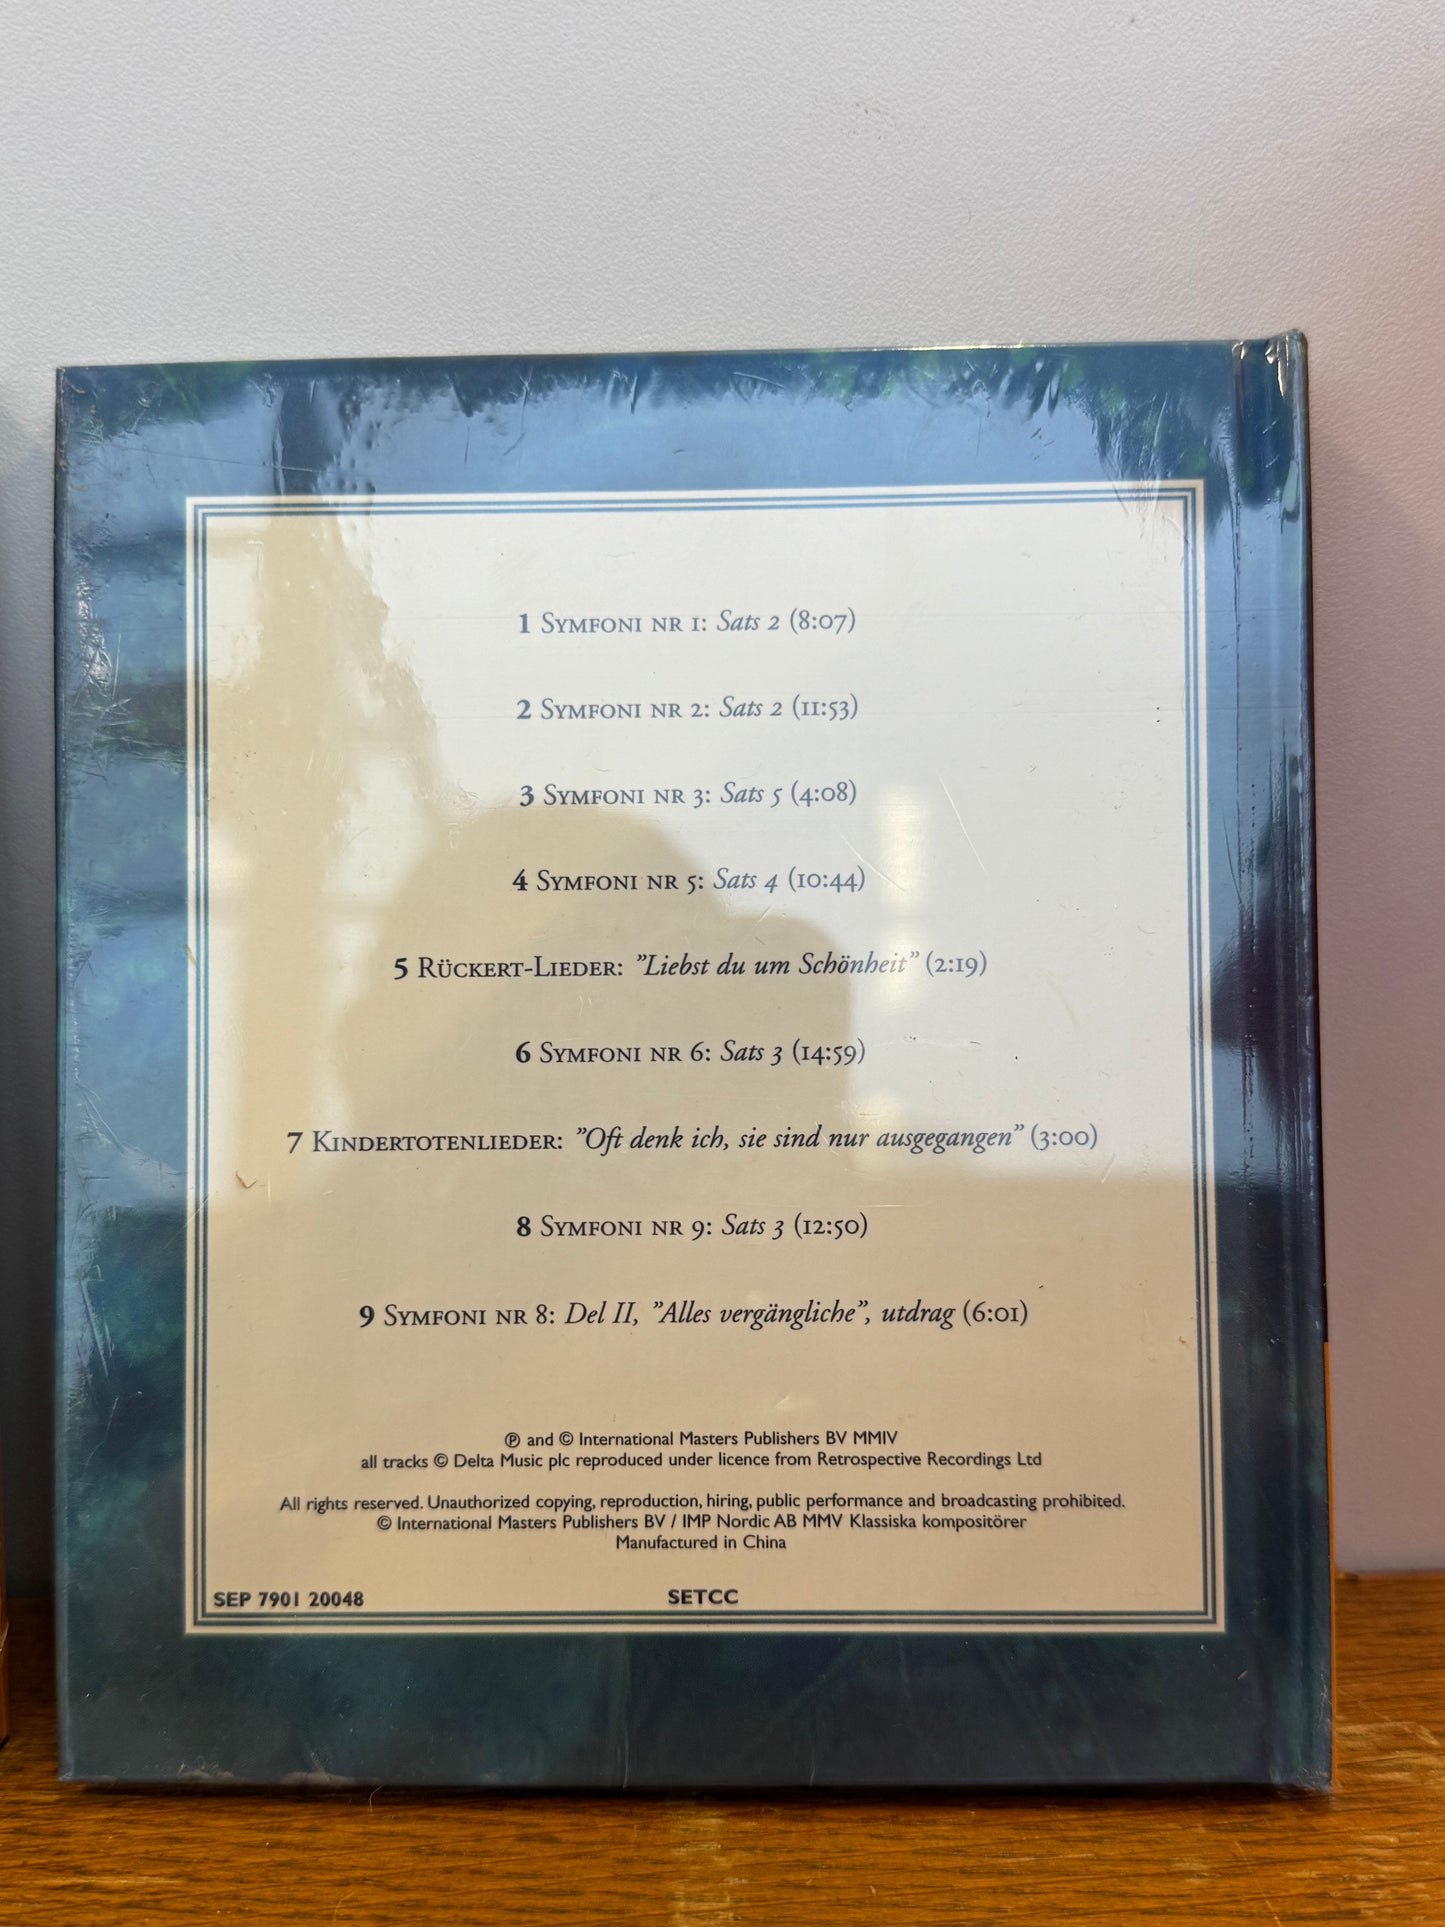 1 Symfoni nr 1: Sats 2 (8:07)
2 Symfoni nr 2: Sats 2 (11:53)
3 Symfoni nr 3: Sats 5 (4:08)
4 Symfoni nr 5: Sats 4 (10:44)
5 Rückert-Lieder: ”Liebst du um Schönheit” (2:19)
6 Symfoni nr 6: Sats 3 (14:59)
7 Kindertotenlieder: ”Oft denk ich, sie sind nur ausgegangen” (3:00)
8 Symfoni nr 9: Sats 3 (12:50)
9 Symfoni nr 8: Del II, ”Alles vergängliche”, utdrag (6:01)
℗ and © International Masters Publishers BV MMIV
all tracks © Delta Music plc reproduced under licence from Retrospective Recordings Ltd
All rights reserved. Unauthorized copying, reproduction, hiring, public performance and broadcasting prohibited.
© International Masters Publishers BV / IMP Nordic AB MMV Klassiska kompositörer
Manufactured in China
SEP 7901 20048 SETCC